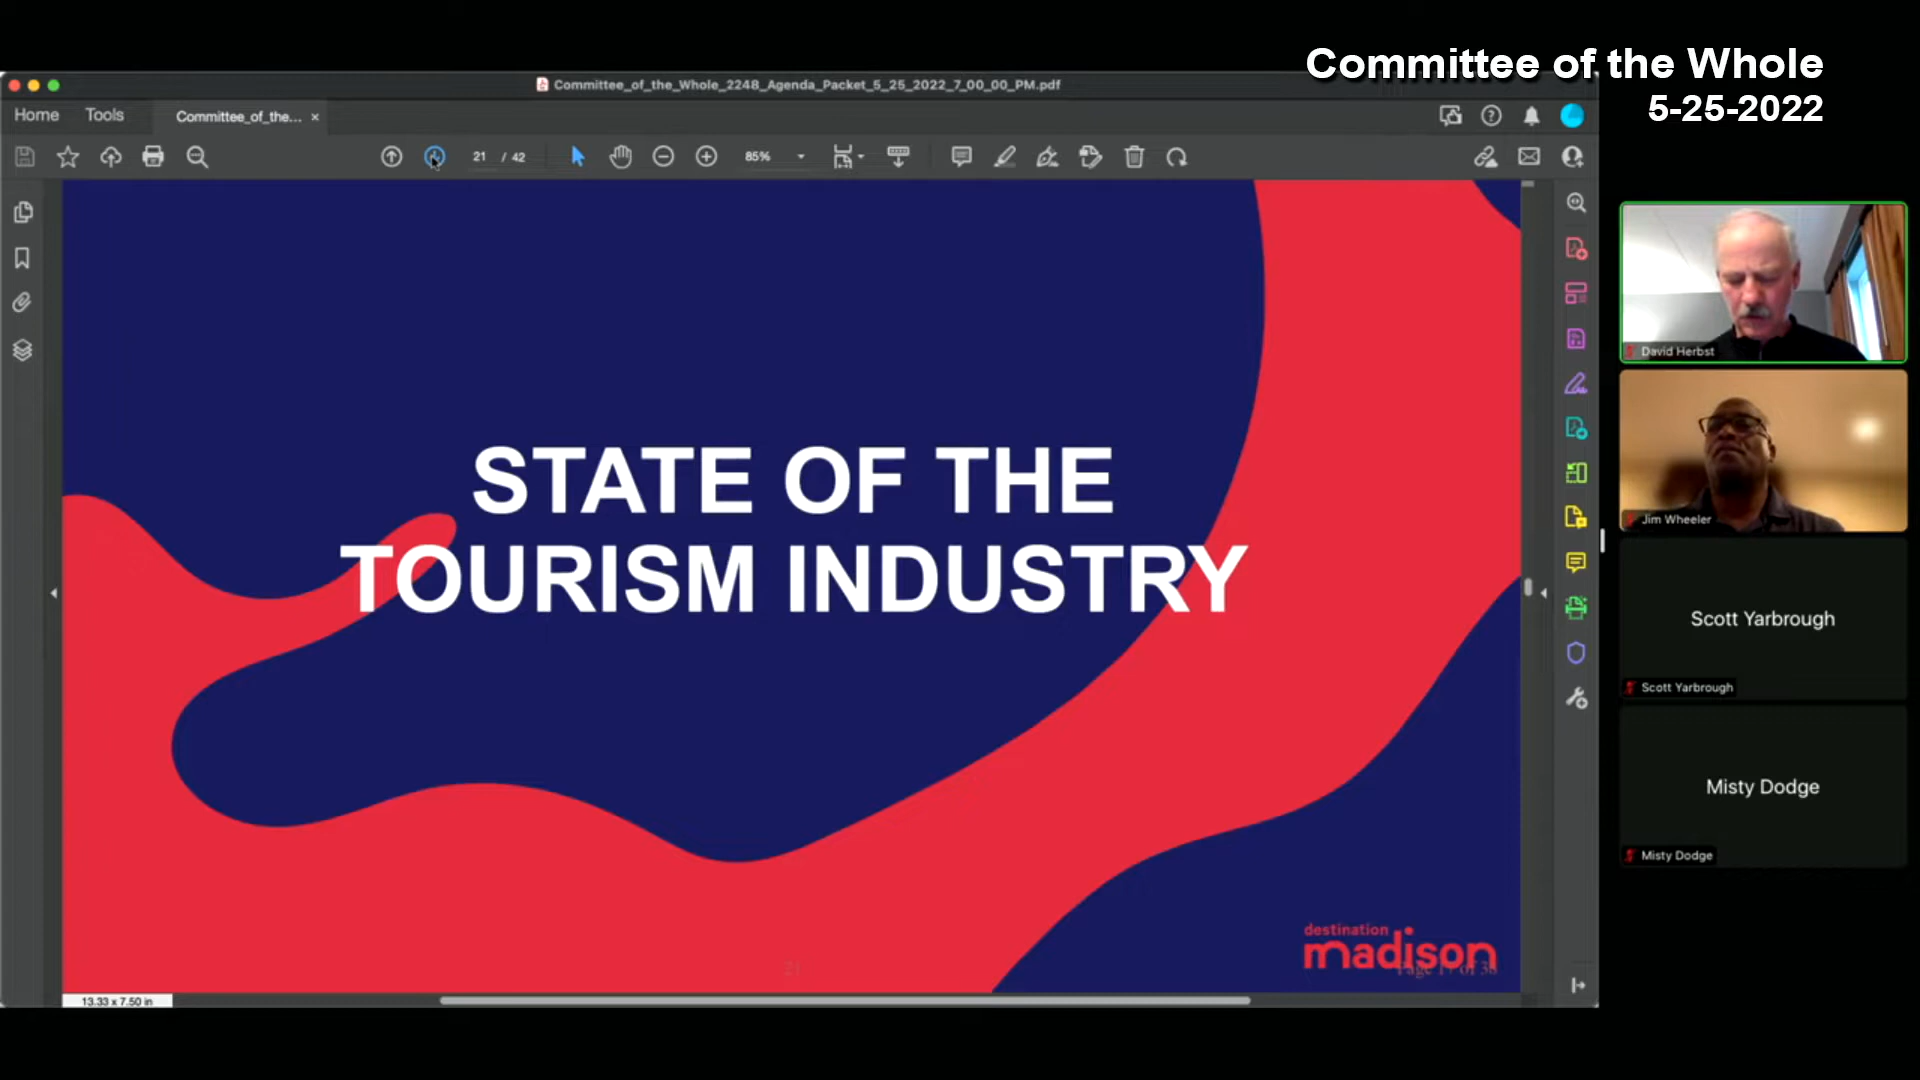 Committee of the Whole
5-25-2022
Committee_of_the_Whole_2248_Agenda_Packet_5_25_2022_7_00_00_PM.pdf
Home Tools Committee_of_the... ×
21 / 42 85%
STATE OF THE
TOURISM INDUSTRY
destination
madison
21
13.33 x 7.50 in
David Herbst
Jim Wheeler
Scott Yarbrough
Scott Yarbrough
Misty Dodge
Misty Dodge